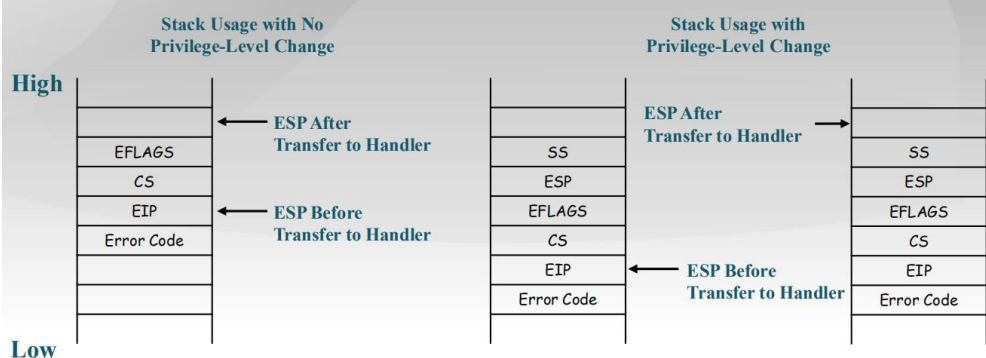 Stack Usage with No
Privilege-Level Change
Stack Usage with
Privilege-Level Change
High
ESP After
Transfer to Handler
EFLAGS
CS
EIP
Error Code
ESP Before
Transfer to Handler
SS
ESP
EFLAGS
CS
EIP
Error Code
ESP Before
Transfer to Handler
ESP After
Transfer to Handler
SS
ESP
EFLAGS
CS
EIP
Error Code
Low